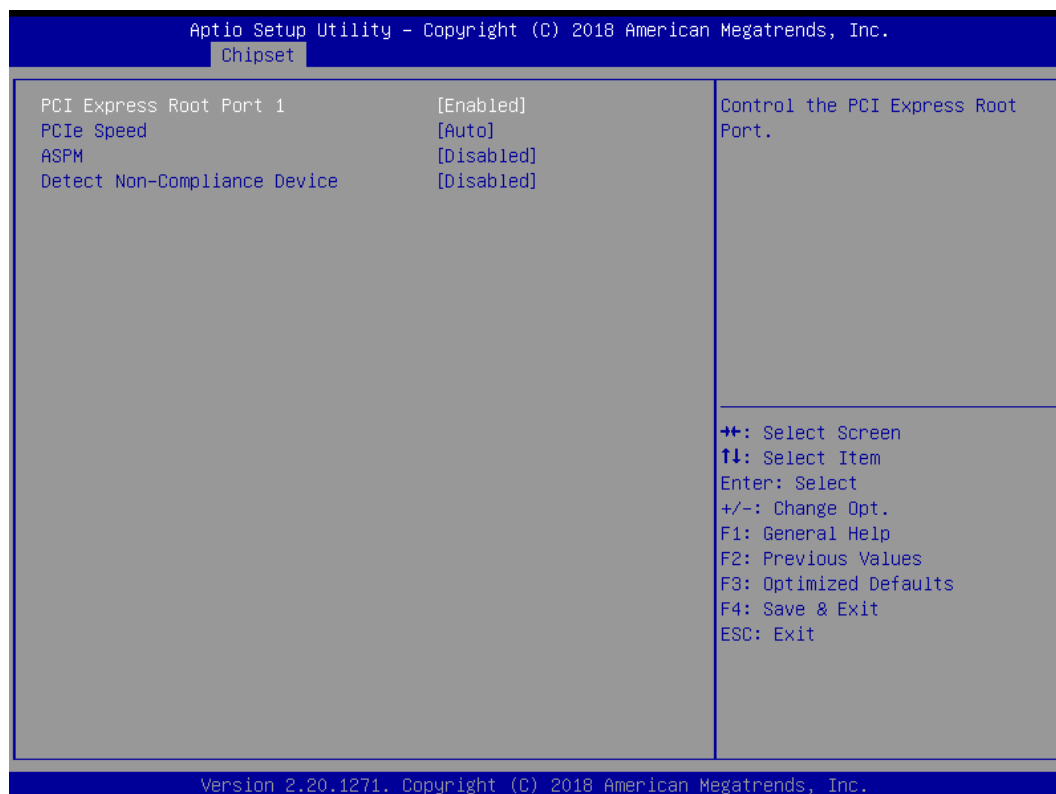 Aptio Setup Utility – Copyright (C) 2018 American Megatrends, Inc.
Chipset
PCI Express Root Port 1 [Enabled]
PCIe Speed [Auto]
ASPM [Disabled]
Detect Non-Compliance Device [Disabled]
Control the PCI Express Root
Port.
→←: Select Screen
↑↓: Select Item
Enter: Select
+/-: Change Opt.
F1: General Help
F2: Previous Values
F3: Optimized Defaults
F4: Save & Exit
ESC: Exit
Version 2.20.1271. Copyright (C) 2018 American Megatrends, Inc.